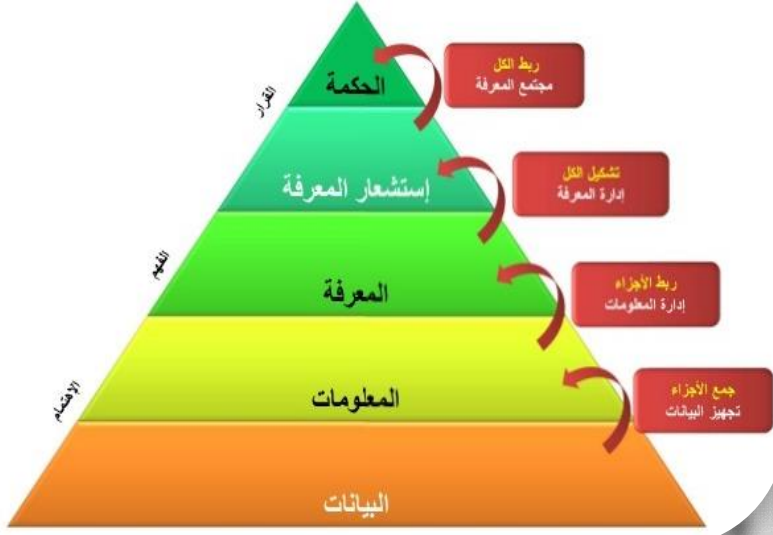 ربط الكل
مجتمع المعرفة
الحكمة
القرار
تشكيل الكل
إدارة المعرفة
إستشعار المعرفة
ربط الأجزاء
إدارة المعلومات
الفهم
المعرفة
جمع الأجزاء
تجهيز البيانات
الإهتمام
المعلومات
البيانات